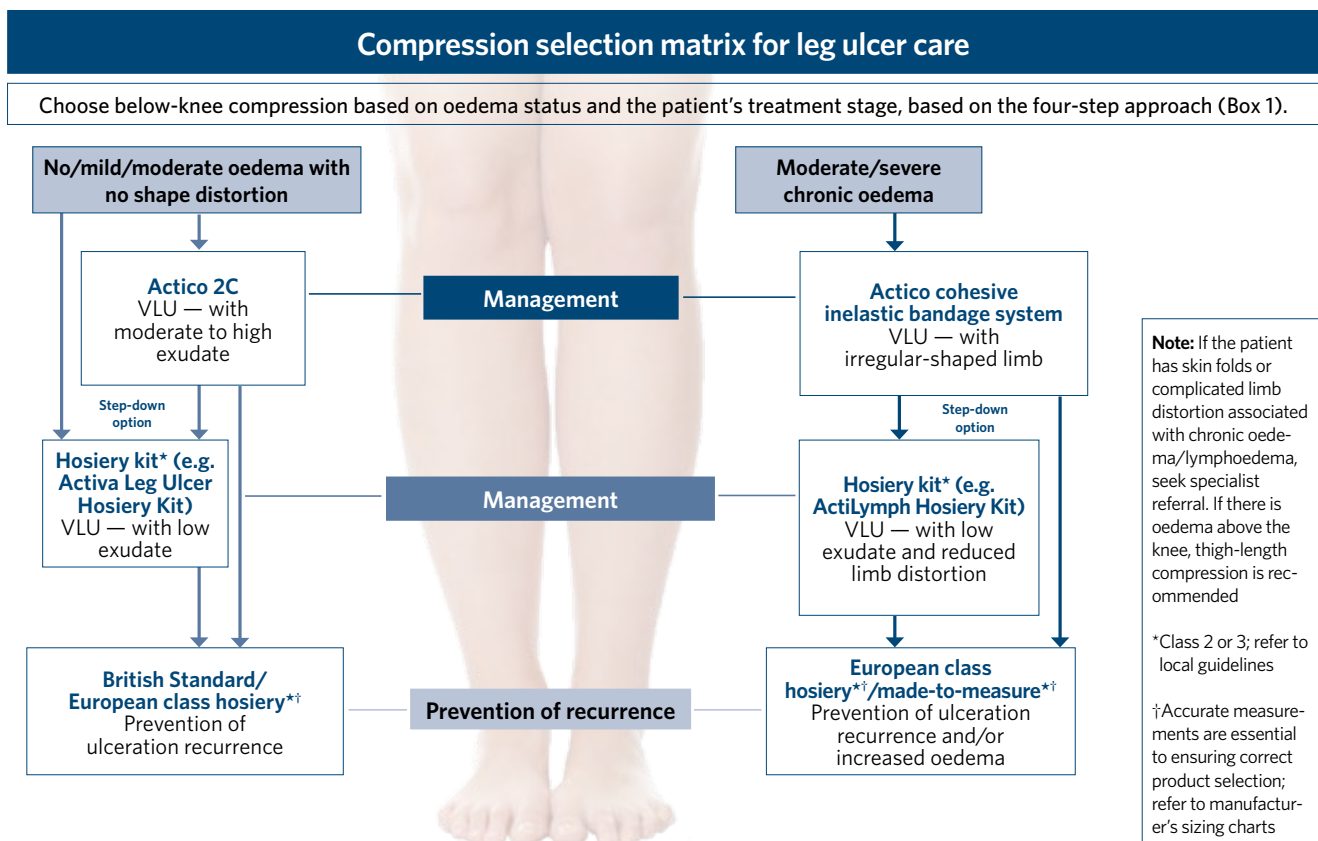 Compression selection matrix for leg ulcer care
Choose below-knee compression based on oedema status and the patient’s treatment stage, based on the four-step approach (Box 1).
No/mild/moderate oedema with
no shape distortion
Actico 2C
VLU — with
moderate to high
exudate
Step-down
option
Hosiery kit* (e.g.
Activa Leg Ulcer
Hosiery Kit)
VLU — with low
exudate
British Standard/
European class hosiery*†
Prevention of
ulceration recurrence
Management
Management
Prevention of recurrence
Moderate/severe
chronic oedema
Actico cohesive
inelastic bandage system
VLU — with
irregular-shaped limb
Step-down
option
Hosiery kit* (e.g.
ActiLymph Hosiery Kit)
VLU — with low
exudate and reduced
limb distortion
European class
hosiery*†/made-to-measure*†
Prevention of ulceration
recurrence and/or
increased oedema
Note: If the patient
has skin folds or
complicated limb
distortion associated
with chronic oede-
ma/lymphoedema,
seek specialist
referral. If there is
oedema above the
knee, thigh-length
compression is rec-
ommended
*Class 2 or 3; refer to
local guidelines
†Accurate measure-
ments are essential
to ensuring correct
product selection;
refer to manufactur-
er’s sizing charts